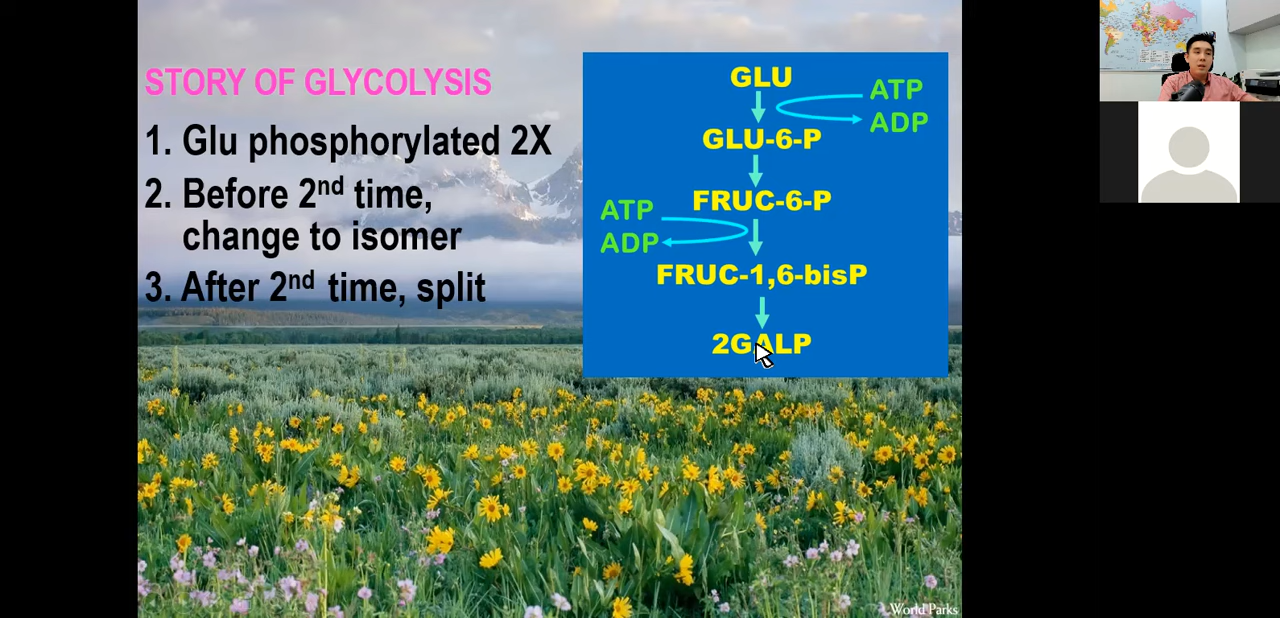 STORY OF GLYCOLYSIS
1. Glu phosphorylated 2X
2. Before 2nd time,
change to isomer
3. After 2nd time, split
GLU
ATP
ADP
GLU-6-P
FRUC-6-P
ATP
ADP
FRUC-1,6-bisP
2GALP
World Parks